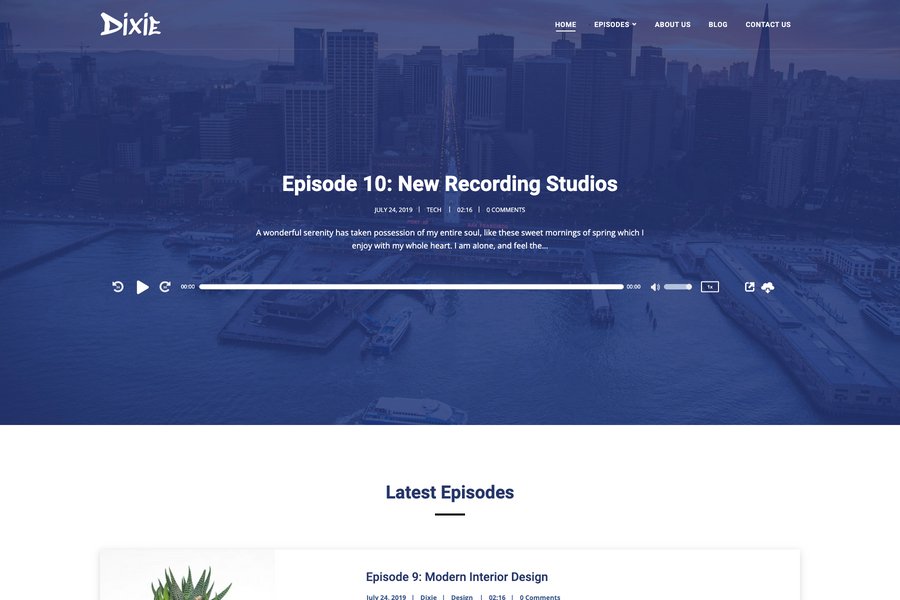 Dixie
HOME EPISODES ABOUT US BLOG CONTACT US
Episode 10: New Recording Studios
JULY 24, 2019 | TECH | 02:16 | 0 COMMENTS
A wonderful serenity has taken possession of my entire soul, like these sweet mornings of spring which I
enjoy with my whole heart. I am alone, and feel the...
00:00 00:00 1x
Latest Episodes
Episode 9: Modern Interior Design
July 24, 2019 | Dixie | Design | 02:16 | 0 Comments